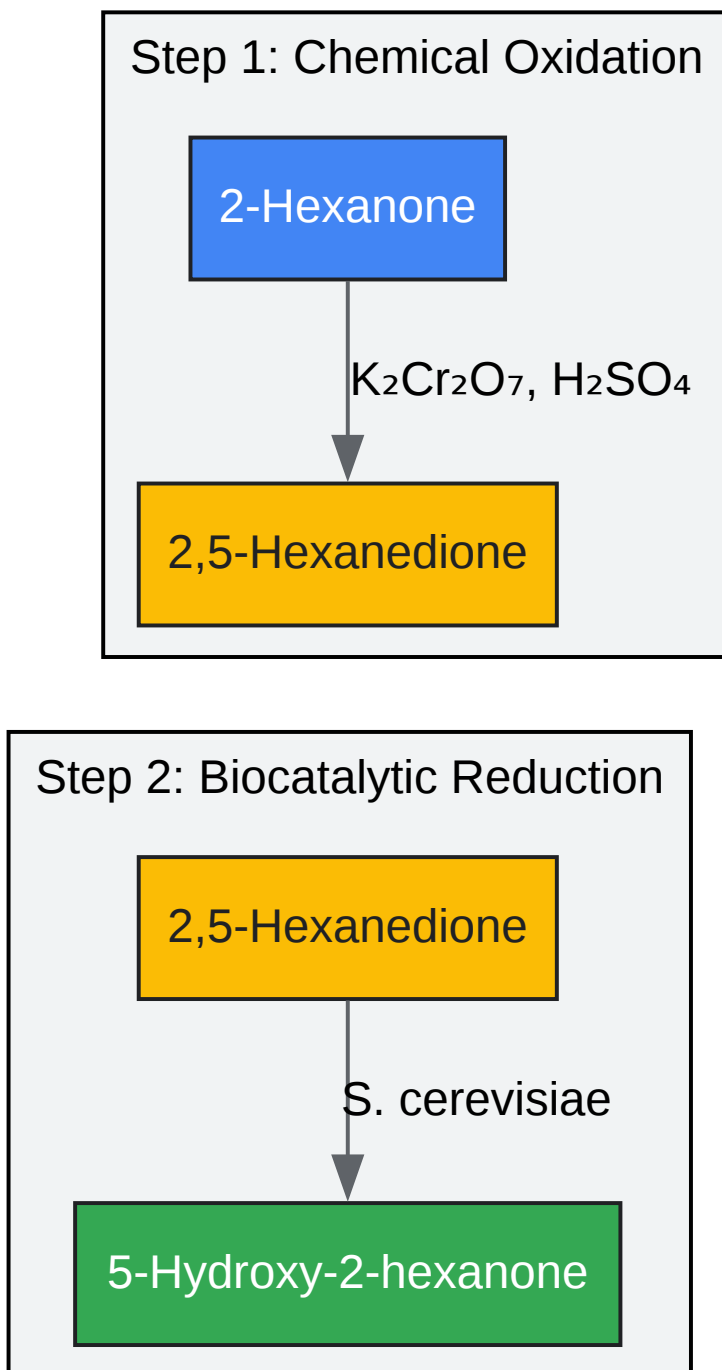 Step 1: Chemical Oxidation
2-Hexanone
K₂Cr₂O₇, H₂SO₄
2,5-Hexanedione
Step 2: Biocatalytic Reduction
2,5-Hexanedione
S. cerevisiae
5-Hydroxy-2-hexanone